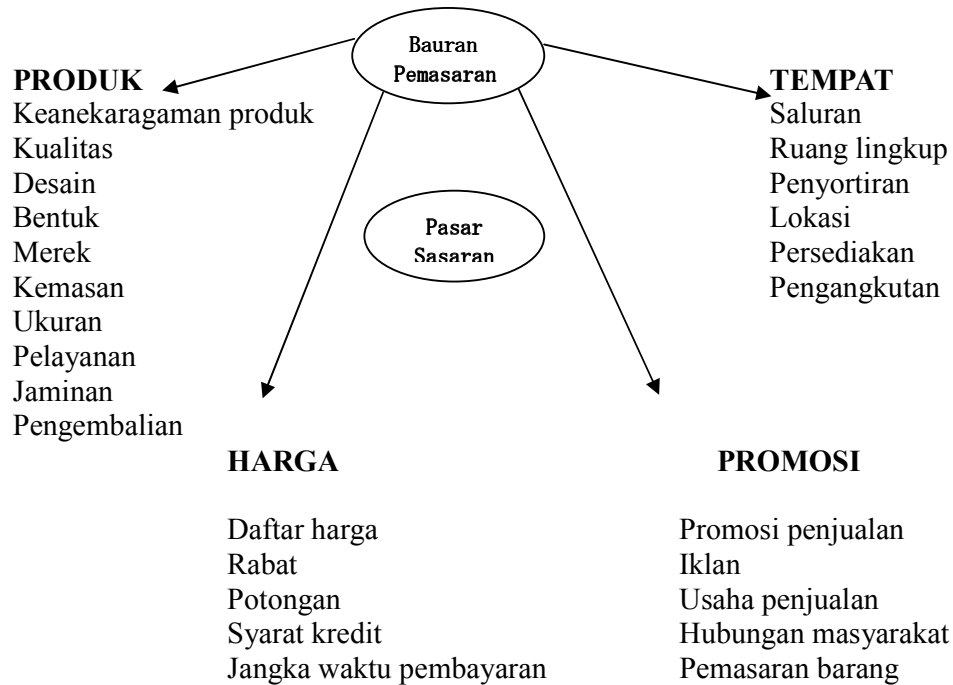 Bauran
Pemasaran
PRODUK
Keanekaragaman produk
Kualitas
Desain
Bentuk
Merek
Kemasan
Ukuran
Pelayanan
Jaminan
Pengembalian
TEMPAT
Saluran
Ruang lingkup
Penyortiran
Lokasi
Persediakan
Pengangkutan
Pasar
Sasaran
HARGA
Daftar harga
Rabat
Potongan
Syarat kredit
Jangka waktu pembayaran
PROMOSI
Promosi penjualan
Iklan
Usaha penjualan
Hubungan masyarakat
Pemasaran barang